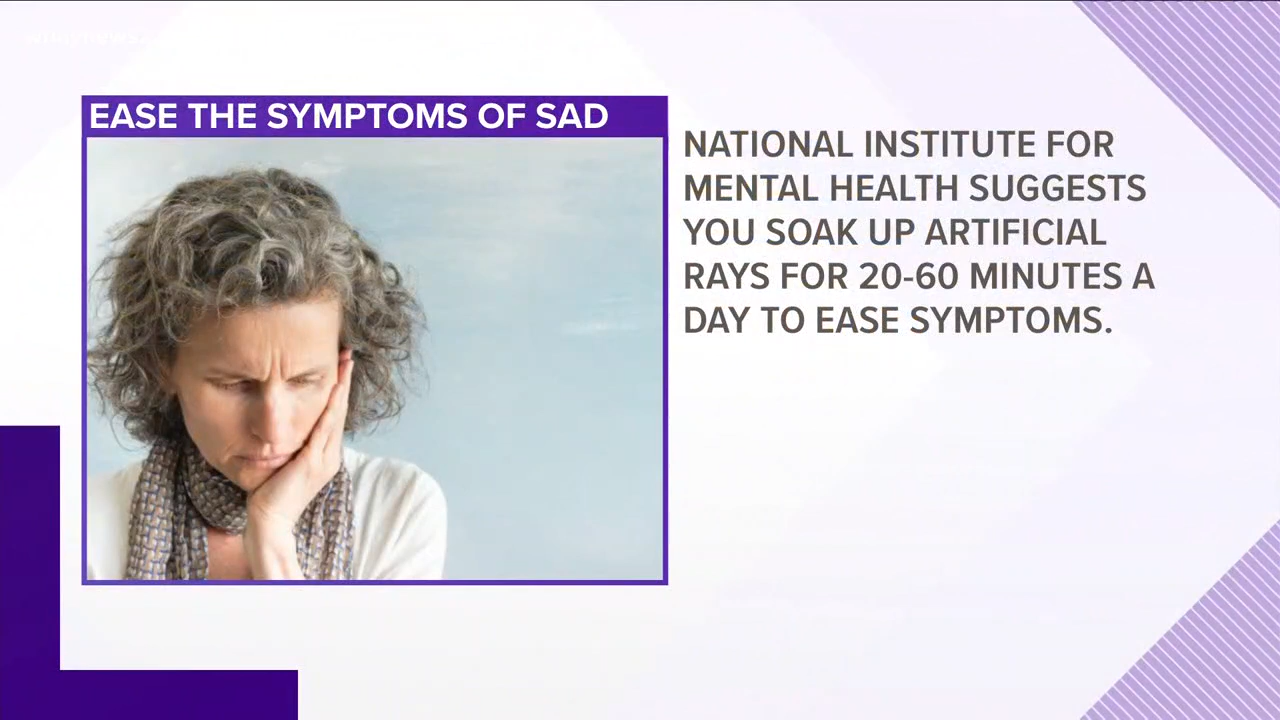 EASE THE SYMPTOMS OF SAD
NATIONAL INSTITUTE FOR
MENTAL HEALTH SUGGESTS
YOU SOAK UP ARTIFICIAL
RAYS FOR 20-60 MINUTES A
DAY TO EASE SYMPTOMS.